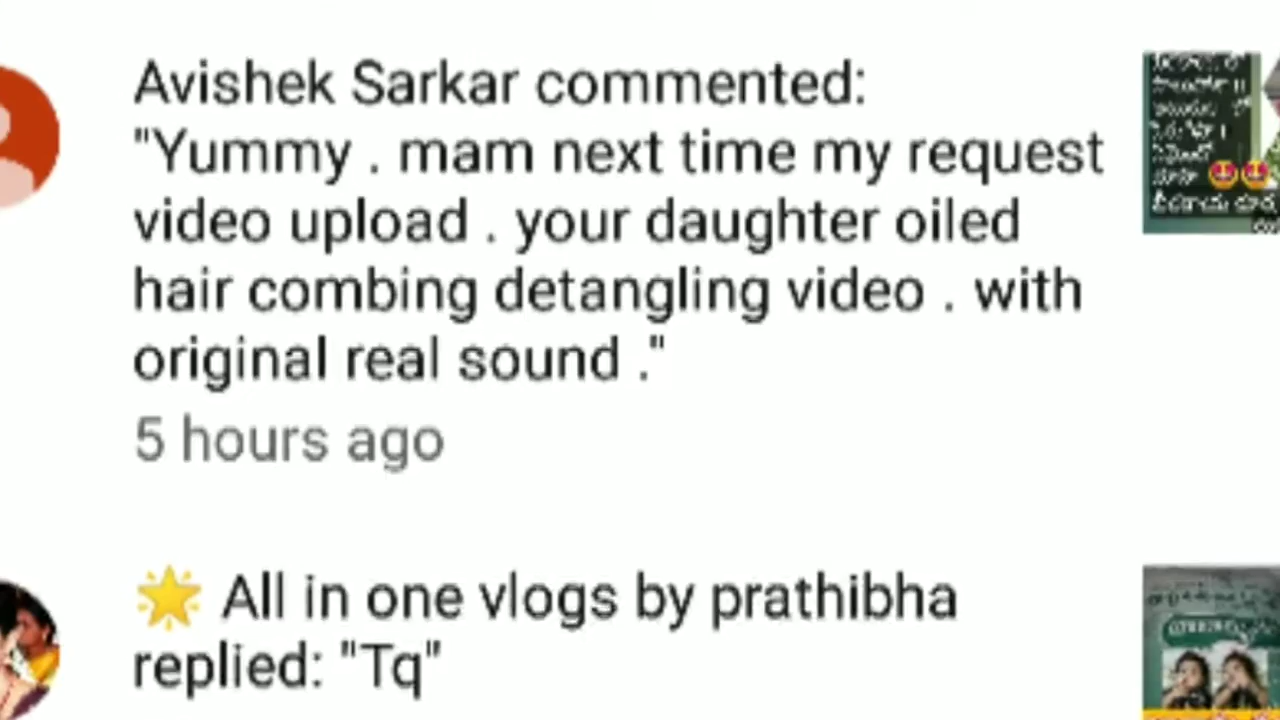 Avishek Sarkar commented:
"Yummy . mam next time my request
video upload . your daughter oiled
hair combing detangling video . with
original real sound ."
5 hours ago
🌟 All in one vlogs by prathibha
replied: "Tq"